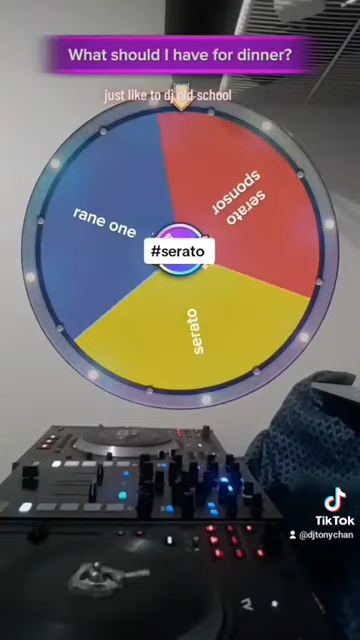 What should I have for dinner?
just like to dj old school
serato
sponsor
rane one
#serato
serato
TikTok
@djtonychan